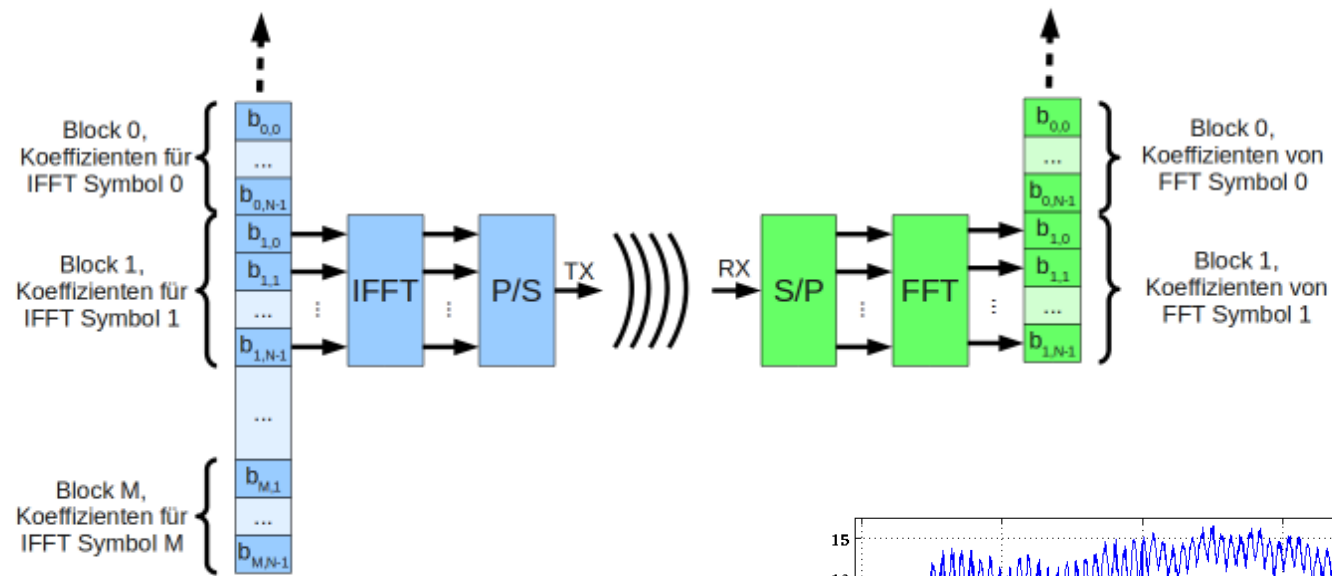 Block 0,
Koeffizienten für
IFFT Symbol 0
b0,0
...
b0,N-1
Block 1,
Koeffizienten für
IFFT Symbol 1
b1,0
b1,1
...
b1,N-1
...
Block M,
Koeffizienten für
IFFT Symbol M
bM,1
...
bM,N-1
IFFT
...
...
P/S
TX
RX
S/P
...
FFT
...
b0,0
...
b0,N-1
b1,0
b1,1
...
b1,N-1
Block 0,
Koeffizienten von
FFT Symbol 0
Block 1,
Koeffizienten von
FFT Symbol 1
15